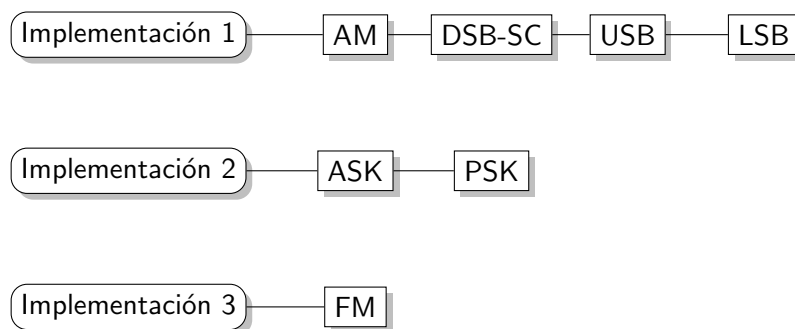 Implementación 1 AM DSB-SC USB LSB
Implementación 2 ASK PSK
Implementación 3 FM